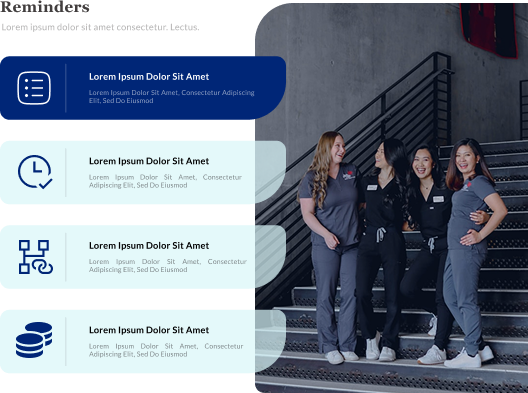 Reminders
Lorem ipsum dolor sit amet consectetur. Lectus.
Lorem Ipsum Dolor Sit Amet
Lorem Ipsum Dolor Sit Amet, Consectetur Adipiscing
Elit, Sed Do Eiusmod
Lorem Ipsum Dolor Sit Amet
Lorem Ipsum Dolor Sit Amet, Consectetur
Adipiscing Elit, Sed Do Eiusmod
Lorem Ipsum Dolor Sit Amet
Lorem Ipsum Dolor Sit Amet, Consectetur
Adipiscing Elit, Sed Do Eiusmod
Lorem Ipsum Dolor Sit Amet
Lorem Ipsum Dolor Sit Amet, Consectetur
Adipiscing Elit, Sed Do Eiusmod